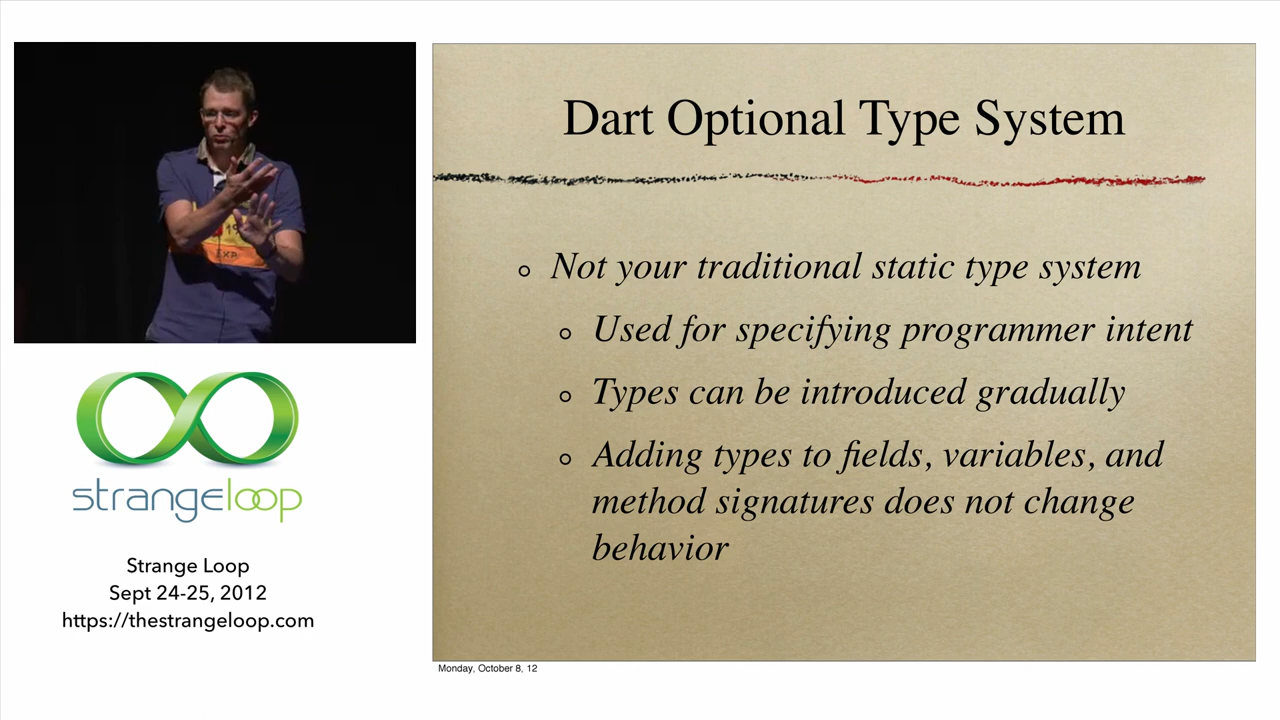 Dart Optional Type System
Not your traditional static type system
Used for specifying programmer intent
Types can be introduced gradually
Adding types to fields, variables, and
method signatures does not change
behavior
strangeloop
Strange Loop
Sept 24-25, 2012
https://thestrangeloop.com
Monday, October 8, 12